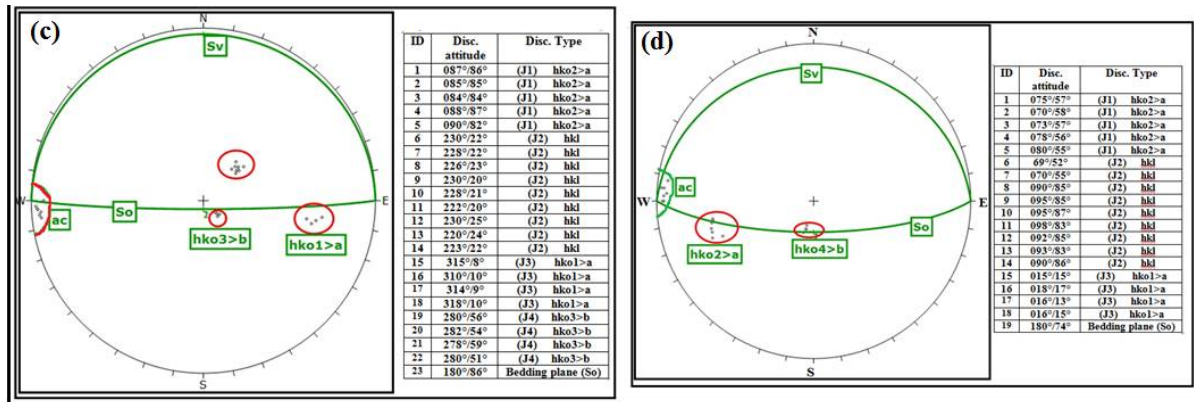 (c)
N
Sv
W
E
So
ac
hko3>b
hko1>a
S
ID Disc. attitude Disc. Type
1 087°/86° (J1) hko2>a
2 085°/85° (J1) hko2>a
3 084°/84° (J1) hko2>a
4 088°/87° (J1) hko2>a
5 090°/82° (J1) hko2>a
6 230°/22° (J2) hkl
7 228°/22° (J2) hkl
8 226°/23° (J2) hkl
9 230°/20° (J2) hkl
10 228°/21° (J2) hkl
11 222°/20° (J2) hkl
12 230°/25° (J2) hkl
13 220°/24° (J2) hkl
14 223°/22° (J2) hkl
15 315°/8° (J3) hko1>a
16 310°/10° (J3) hko1>a
17 314°/9° (J3) hko1>a
18 318°/10° (J3) hko1>a
19 280°/56° (J4) hko3>b
20 282°/54° (J4) hko3>b
21 278°/59° (J4) hko3>b
22 280°/51° (J4) hko3>b
23 180°/86° Bedding plane (So)
(d)
N
Sv
ac
W
E
So
hko2>a
hko4>b
S
ID Disc. attitude Disc. Type
1 075°/57° (J1) hko2>a
2 070°/58° (J1) hko2>a
3 073°/57° (J1) hko2>a
4 078°/56° (J1) hko2>a
5 080°/55° (J1) hko2>a
6 69°/52° (J2) hkl
7 070°/55° (J2) hkl
8 090°/85° (J2) hkl
9 095°/85° (J2) hkl
10 095°/87° (J2) hkl
11 098°/83° (J2) hkl
12 092°/85° (J2) hkl
13 093°/83° (J2) hkl
14 090°/86° (J2) hkl
15 015°/15° (J3) hko1>a
16 018°/17° (J3) hko1>a
17 016°/13° (J3) hko1>a
18 016°/15° (J3) hko1>a
19 180°/74° Bedding plane (So)